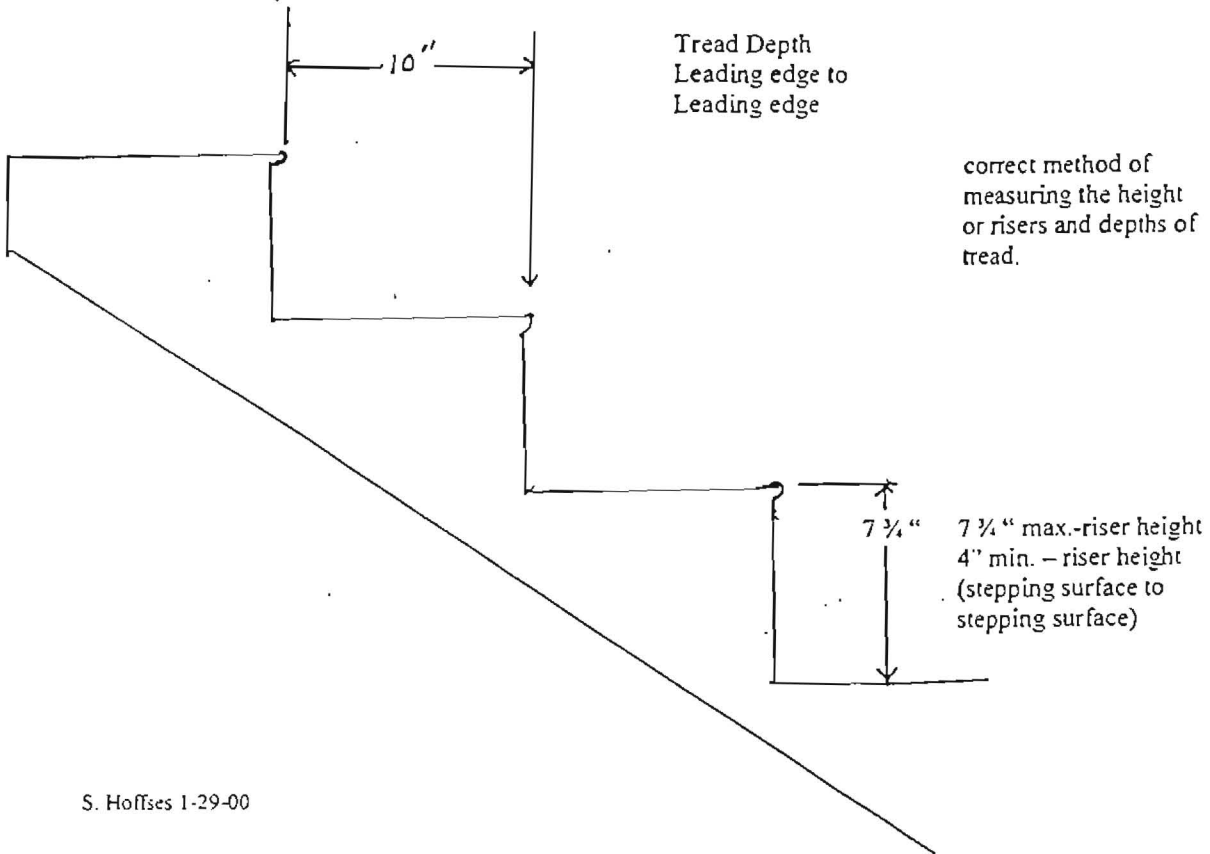 10"
Tread Depth
Leading edge to
Leading edge
correct method of
measuring the height
or risers and depths of
tread.
7 ¾ “
7 ¾ “ max.-riser height
4” min. – riser height
(stepping surface to
stepping surface)
S. Hoffses 1-29-00